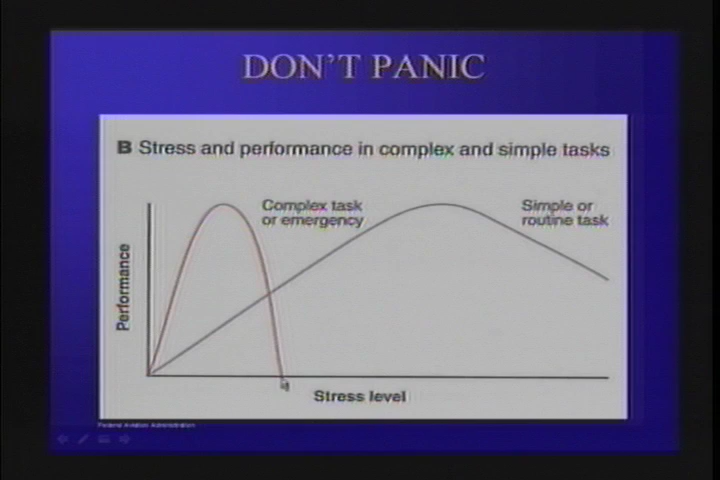 DON'T PANIC
B Stress and performance in complex and simple tasks
Complex task
or emergency
Simple or
routine task
Performance
Stress level
Federal Aviation Administration